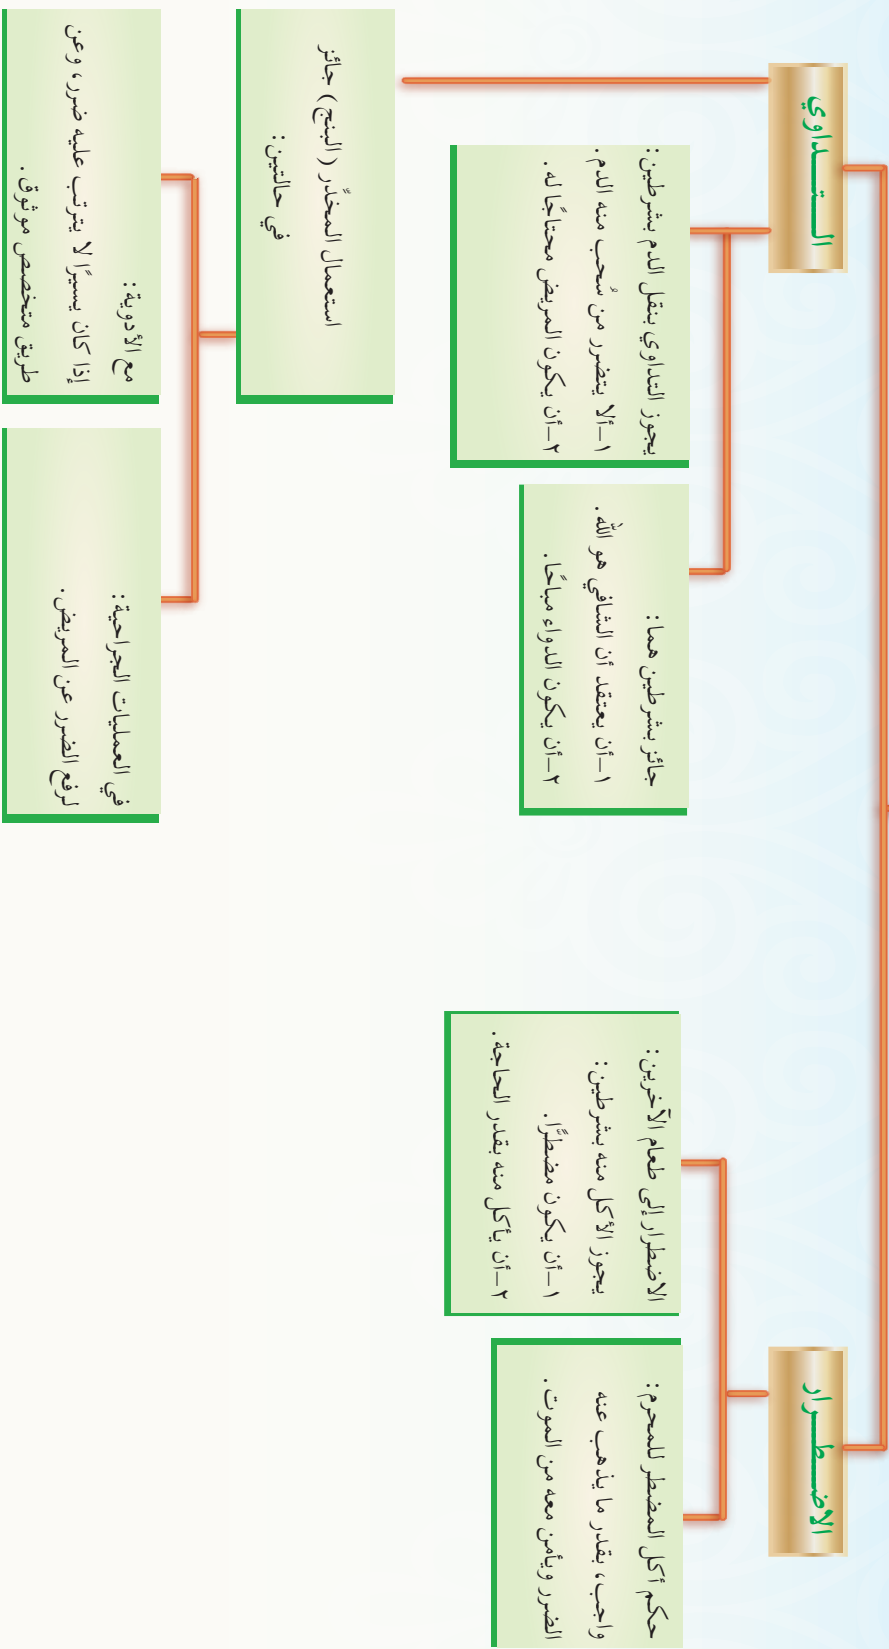 الاضـطـرار
حكم أكل المضطر للمحرم:
واجب، بقدر ما يذهب عنه
الضرر ويأمن معه من الموت.
الاضطرار إلى طعام الآخرين:
يجوز الأكل منه بشرطين:
١–أن يكون مضطرًّا.
٢–أن يأكل منه بقدر الحاجة.
الـتـداوي
جائز بشرطين هما:
١–أن يعتقد أن الشافي هو الله.
٢–أن يكون الدواء مباحًا.
يجوز التداوي بنقل الدم بشرطين:
١–ألا يتضرر من سُحب منه الدم.
٢–أن يكون المريض محتاجًا له.
استعمال المخدَّر (البنج) جائز
في حالتين:
في العمليات الجراحية:
لرفع الضرر عن المريض.
مع الأدوية:
إذا كان يسيرًا لا يترتب عليه ضرر، وعن
طريق متخصص موثوق.